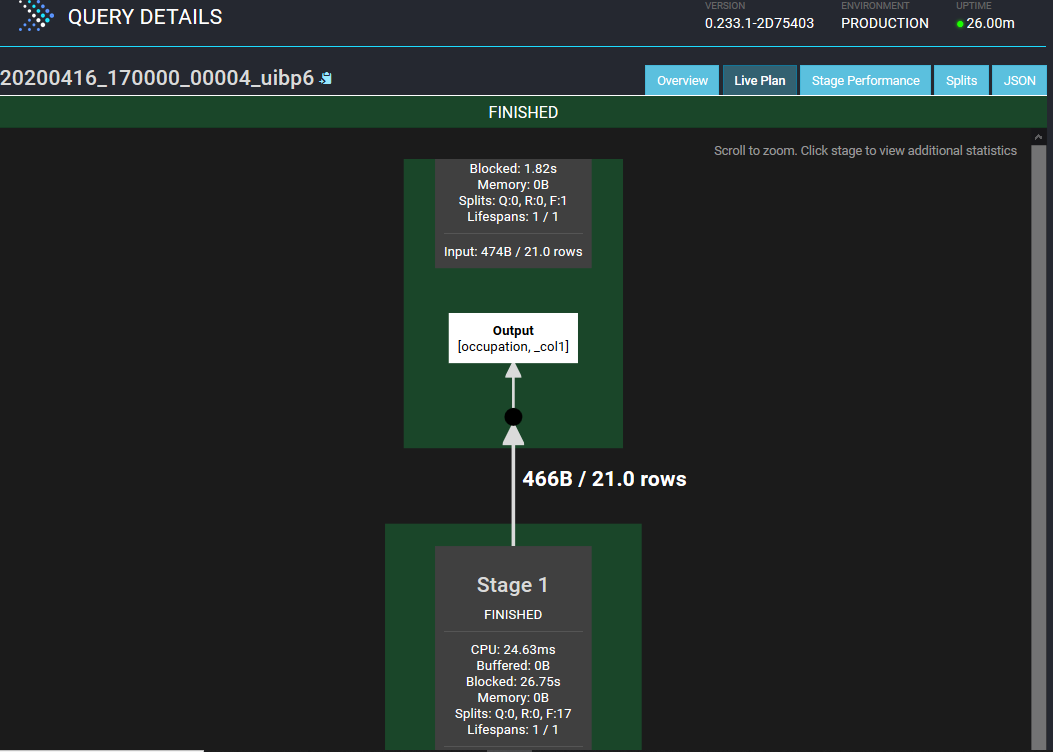 QUERY DETAILS
VERSION
0.233.1-2D75403
ENVIRONMENT
PRODUCTION
UPTIME
26.00m
20200416_170000_00004_uibp6
Overview
Live Plan
Stage Performance
Splits
JSON
FINISHED
Scroll to zoom. Click stage to view additional statistics
Blocked: 1.82s
Memory: 0B
Splits: Q:0, R:0, F:1
Lifespans: 1 / 1
Input: 474B / 21.0 rows
Output
[occupation, _col1]
466B / 21.0 rows
Stage 1
FINISHED
CPU: 24.63ms
Buffered: 0B
Blocked: 26.75s
Memory: 0B
Splits: Q:0, R:0, F:17
Lifespans: 1 / 1